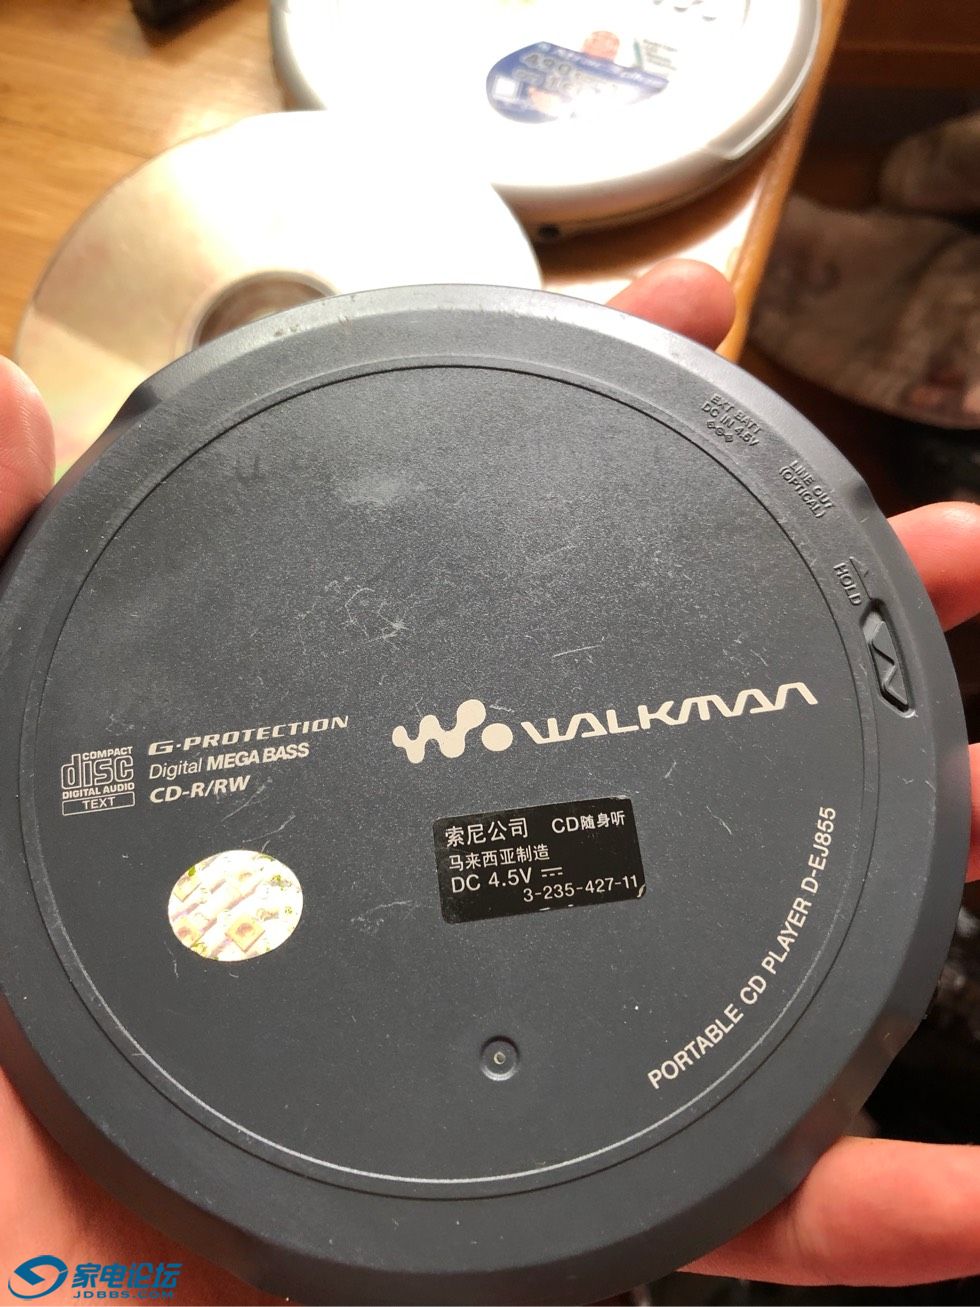 EXT BATT
DC IN 4.5V
LINE OUT
(OPTICAL)
HOLD
WALKMAN
COMPACT
disc
DIGITAL AUDIO
TEXT
G-PROTECTION
Digital MEGA BASS
CD-R/RW
索尼公司 CD随身听
马来西亚制造
DC 4.5V
3-235-427-11
PORTABLE CD PLAYER D-EJ855
家电论坛
JDBBS.COM